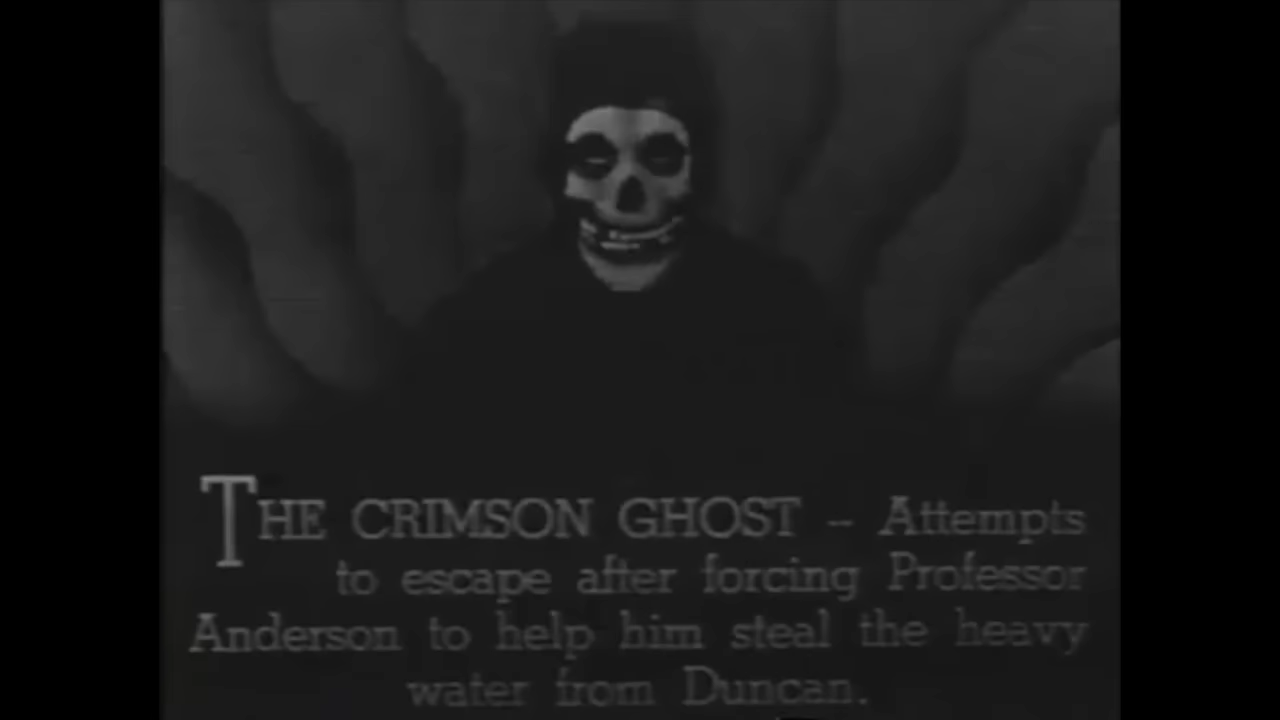 THE CRIMSON GHOST – Attempts
to escape after forcing Professor
Anderson to help him steal the heavy
water from Duncan.